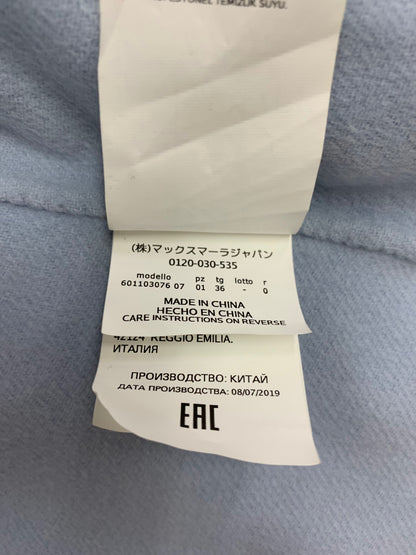 TEMIZLIK SUYU.
(株)マックスマーラジャパン
0120-030-535
modello pz tg lotto r
601103076 07 01 36 - 0
MADE IN CHINA
HECHO EN CHINA
CARE INSTRUCTIONS ON REVERSE
42124 REGGIO EMILIA.
ИТАЛИЯ
ПРОИЗВОДСТВО: КИТАЙ
ДАТА ПРОИЗВОДСТВА: 08/07/2019
EAC